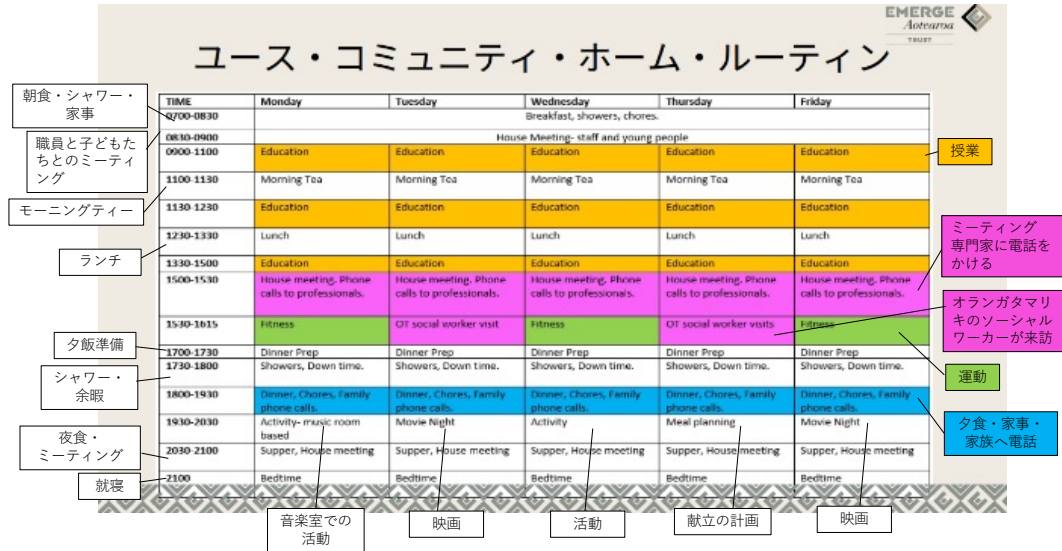 EMERGE
Aotearoa
TRUST
ユース・コミュニティ・ホーム・ルーティン
朝食・シャワー・
家事
職員と子どもた
ちとのミーティ
ング
モーニングティー
ランチ
夕飯準備
シャワー・
余暇
夜食・
ミーティング
就寝
TIME Monday Tuesday Wednesday Thursday Friday
0700-0830 Breakfast, showers, chores.
0830-0900 House Meeting- staff and young people
0900-1100 Education Education Education Education Education
1100-1130 Morning Tea Morning Tea Morning Tea Morning Tea Morning Tea
1130-1230 Education Education Education Education Education
1230-1330 Lunch Lunch Lunch Lunch Lunch
1330-1500 Education Education Education Education Education
1500-1530 House meeting. Phone House meeting. Phone House meeting. Phone House meeting. Phone House meeting. Phone
calls to professionals. calls to professionals. calls to professionals. calls to professionals. calls to professionals.
1530-1615 Fitness OT social worker visit Fitness OT social worker visits Fitness
1700-1730 Dinner Prep Dinner Prep Dinner Prep Dinner Prep Dinner Prep
1730-1800 Showers, Down time. Showers, Down time. Showers, Down time. Showers, Down time. Showers, Down time.
1800-1930 Dinner, Chores, Family Dinner, Chores, Family Dinner, Chores, Family Dinner, Chores, Family Dinner, Chores, Family
phone calls. phone calls. phone calls. phone calls. phone calls.
1930-2030 Activity- music room Movie Night Activity Meal planning Movie Night
based
2030-2100 Supper, House meeting Supper, House meeting Supper, House meeting Supper, House meeting Supper, House meeting
2100 Bedtime Bedtime Bedtime Bedtime Bedtime
授業
ミーティング
専門家に電話を
かける
オランガタマリ
キのソーシャル
ワーカーが来訪
運動
夕食・家事・
家族へ電話
音楽室での
活動
映画
活動
献立の計画
映画